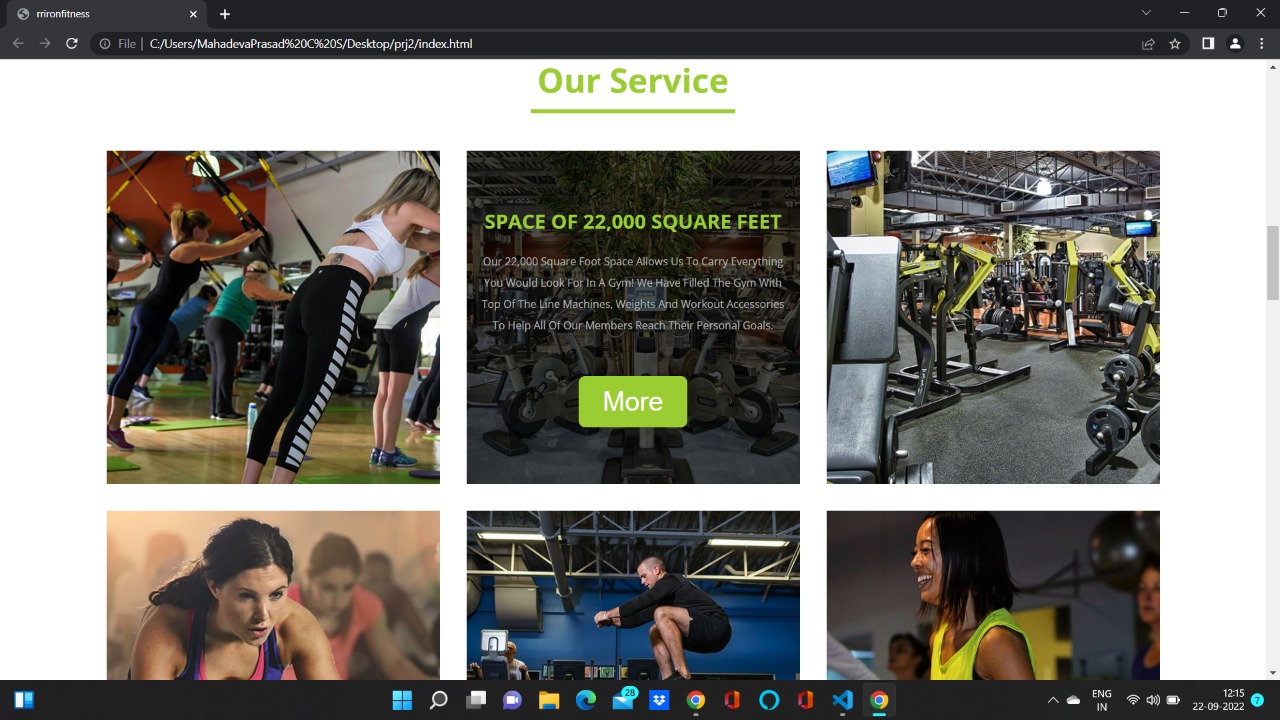 rrironfitness
File
C:/Users/MahadevaPrasad%20C%20S/Desktop/prj2/index.html
Our Service
SPACE OF 22,000 SQUARE FEET
Our 22,000 Square Foot Space Allows Us To Carry Everything
You Would Look For In A Gym! We Have Filled The Gym With
Top Of The Line Machines, Weights And Workout Accessories
To Help All Of Our Members Reach Their Personal Goals.
More
28
ENG
IN
12:15
22-09-2022
7